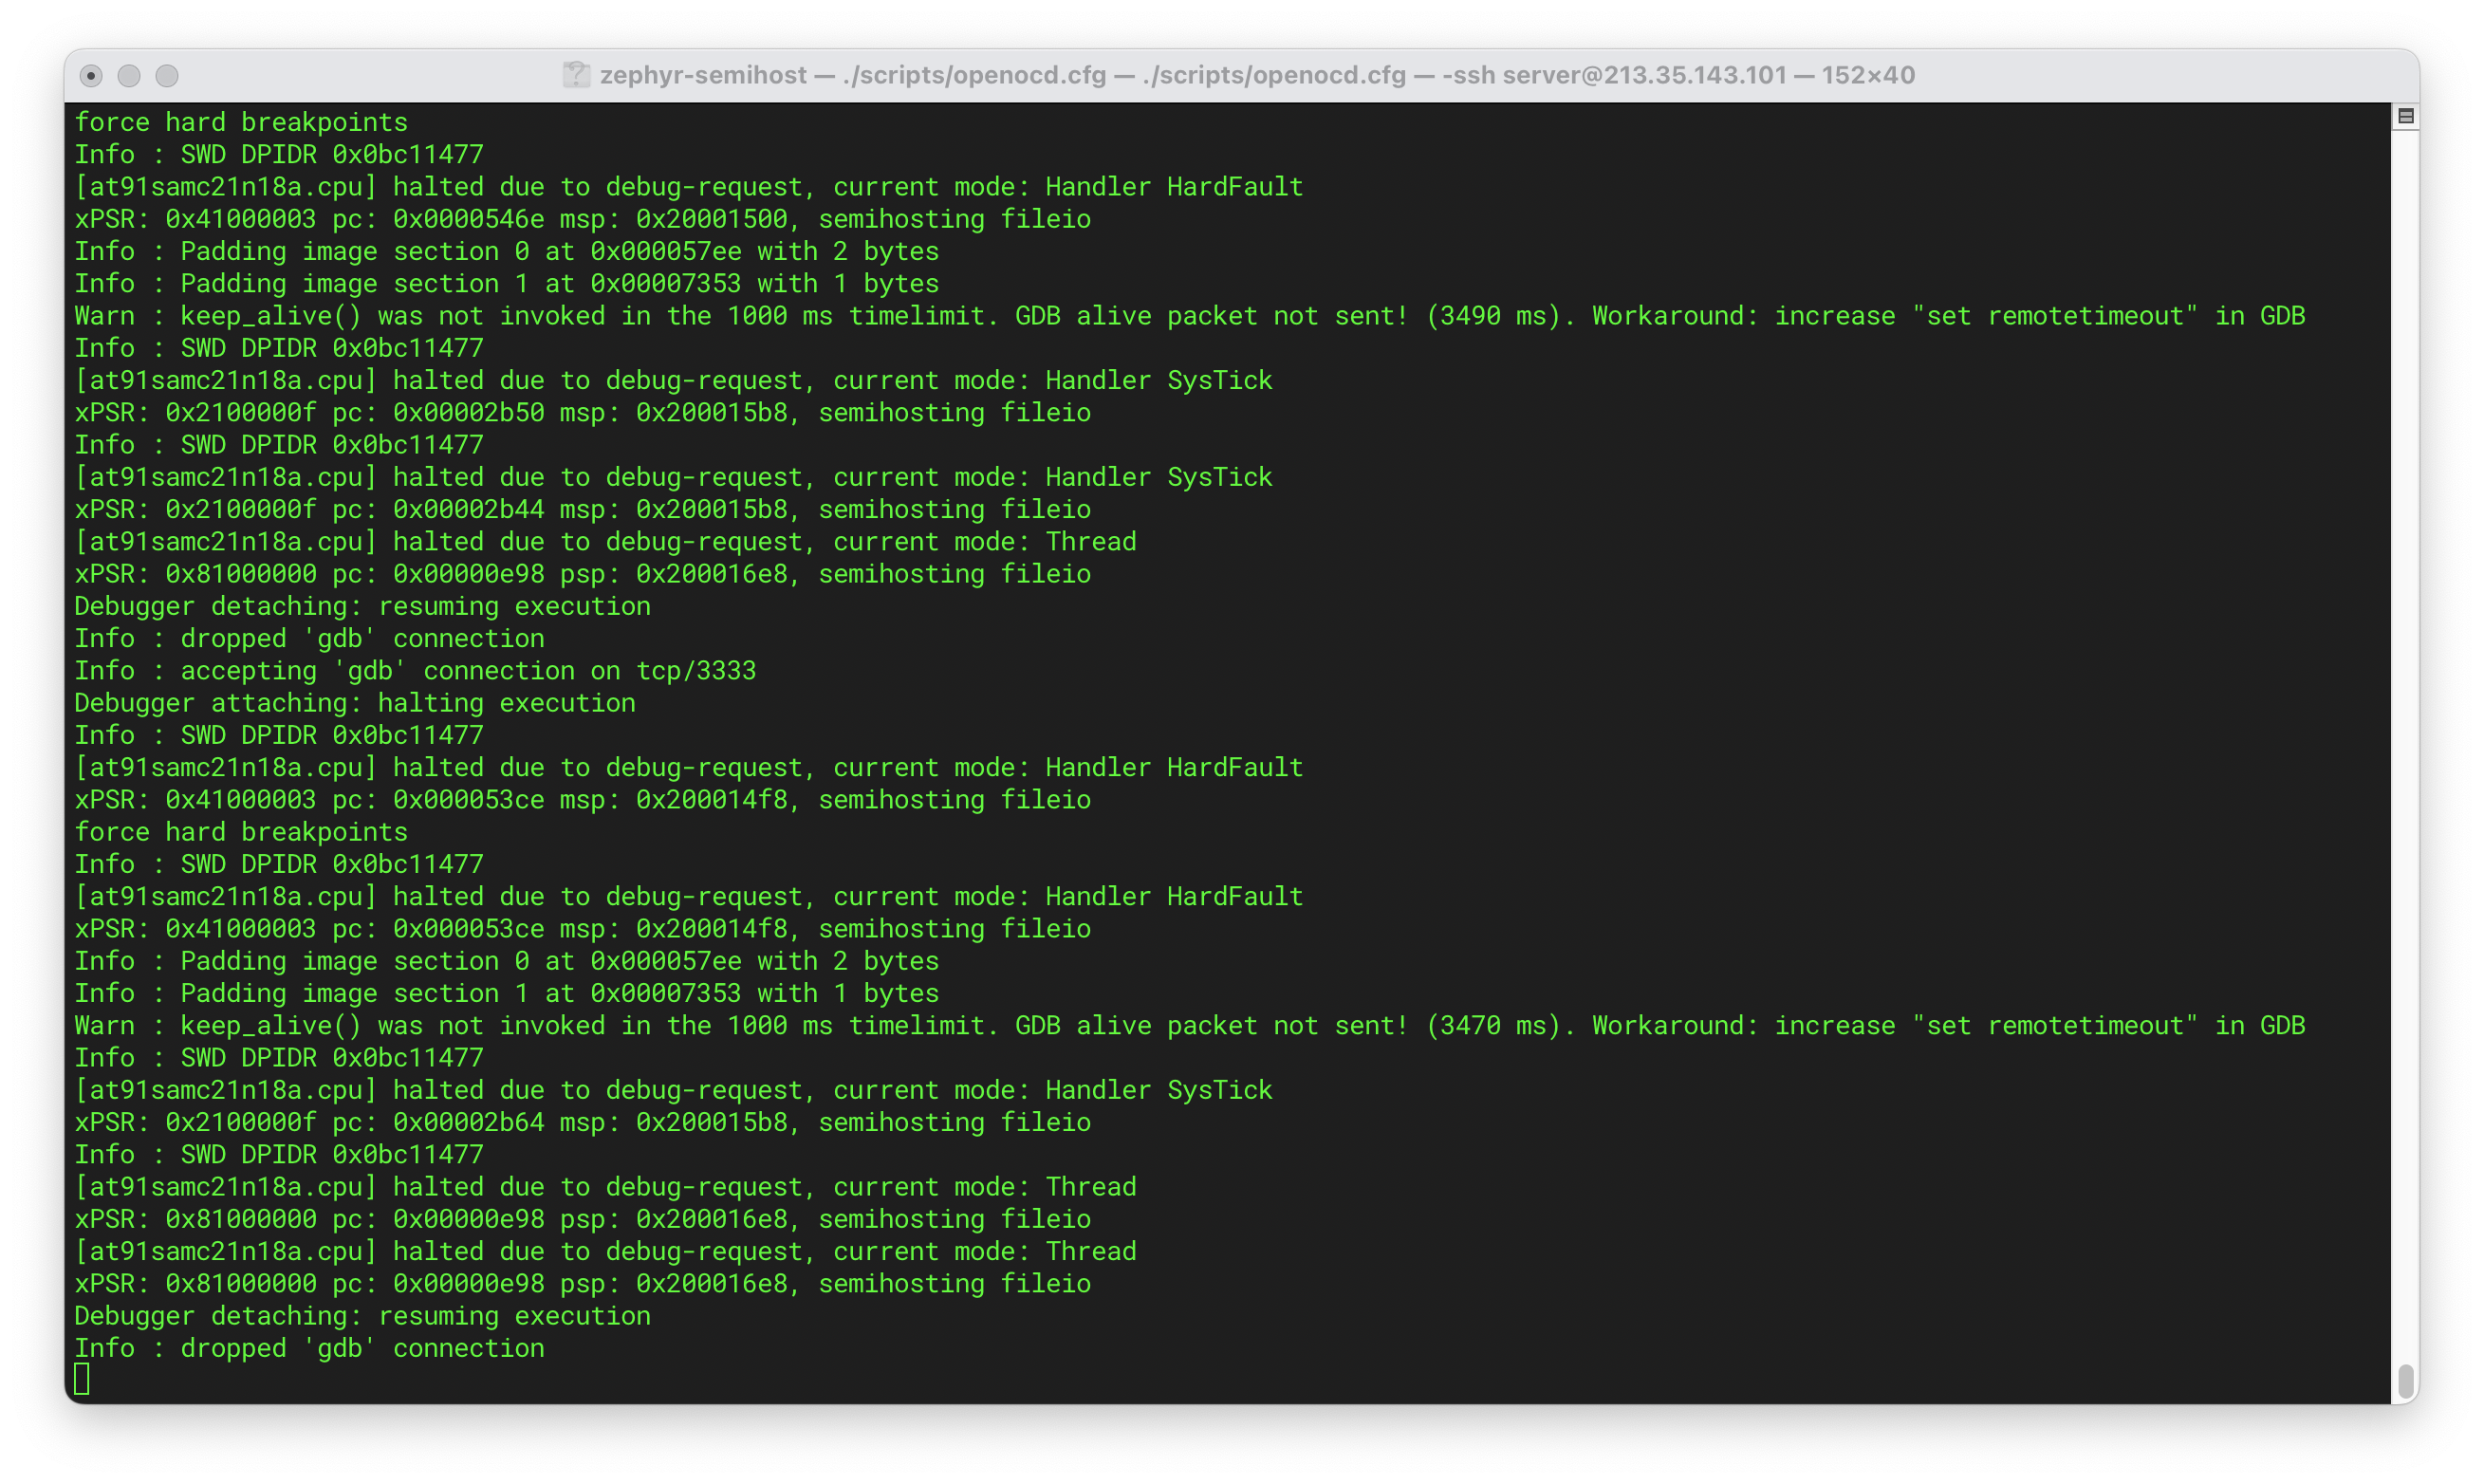 zephyr-semihost — ./scripts/openocd.cfg — ./scripts/openocd.cfg — -ssh server@213.35.143.101 — 152×40
force hard breakpoints
Info : SWD DPIDR 0x0bc11477
[at91samc21n18a.cpu] halted due to debug-request, current mode: Handler HardFault
xPSR: 0x41000003 pc: 0x0000546e msp: 0x20001500, semihosting fileio
Info : Padding image section 0 at 0x000057ee with 2 bytes
Info : Padding image section 1 at 0x00007353 with 1 bytes
Warn : keep_alive() was not invoked in the 1000 ms timelimit. GDB alive packet not sent! (3490 ms). Workaround: increase "set remotetimeout" in GDB
Info : SWD DPIDR 0x0bc11477
[at91samc21n18a.cpu] halted due to debug-request, current mode: Handler SysTick
xPSR: 0x2100000f pc: 0x00002b50 msp: 0x200015b8, semihosting fileio
Info : SWD DPIDR 0x0bc11477
[at91samc21n18a.cpu] halted due to debug-request, current mode: Handler SysTick
xPSR: 0x2100000f pc: 0x00002b44 msp: 0x200015b8, semihosting fileio
[at91samc21n18a.cpu] halted due to debug-request, current mode: Thread
xPSR: 0x81000000 pc: 0x00000e98 psp: 0x200016e8, semihosting fileio
Debugger detaching: resuming execution
Info : dropped 'gdb' connection
Info : accepting 'gdb' connection on tcp/3333
Debugger attaching: halting execution
Info : SWD DPIDR 0x0bc11477
[at91samc21n18a.cpu] halted due to debug-request, current mode: Handler HardFault
xPSR: 0x41000003 pc: 0x000053ce msp: 0x200014f8, semihosting fileio
force hard breakpoints
Info : SWD DPIDR 0x0bc11477
[at91samc21n18a.cpu] halted due to debug-request, current mode: Handler HardFault
xPSR: 0x41000003 pc: 0x000053ce msp: 0x200014f8, semihosting fileio
Info : Padding image section 0 at 0x000057ee with 2 bytes
Info : Padding image section 1 at 0x00007353 with 1 bytes
Warn : keep_alive() was not invoked in the 1000 ms timelimit. GDB alive packet not sent! (3470 ms). Workaround: increase "set remotetimeout" in GDB
Info : SWD DPIDR 0x0bc11477
[at91samc21n18a.cpu] halted due to debug-request, current mode: Handler SysTick
xPSR: 0x2100000f pc: 0x00002b64 msp: 0x200015b8, semihosting fileio
Info : SWD DPIDR 0x0bc11477
[at91samc21n18a.cpu] halted due to debug-request, current mode: Thread
xPSR: 0x81000000 pc: 0x00000e98 psp: 0x200016e8, semihosting fileio
[at91samc21n18a.cpu] halted due to debug-request, current mode: Thread
xPSR: 0x81000000 pc: 0x00000e98 psp: 0x200016e8, semihosting fileio
Debugger detaching: resuming execution
Info : dropped 'gdb' connection